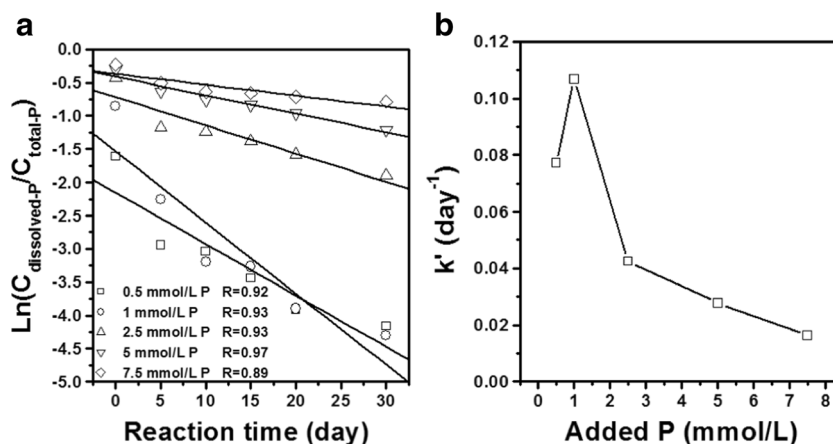 a
0.0
-0.5
-1.0
-1.5
-2.0
-2.5
-3.0
-3.5
-4.0
-4.5
-5.0
Ln(Cdissolved-P/Ctotal-P)
0.5 mmol/L P R=0.92
1 mmol/L P R=0.93
2.5 mmol/L P R=0.93
5 mmol/L P R=0.97
7.5 mmol/L P R=0.89
0 5 10 15 20 25 30
Reaction time (day)
b
0.12
0.10
0.08
0.06
0.04
0.02
0.00
k' (day-1)
0 1 2 3 4 5 6 7 8
Added P (mmol/L)